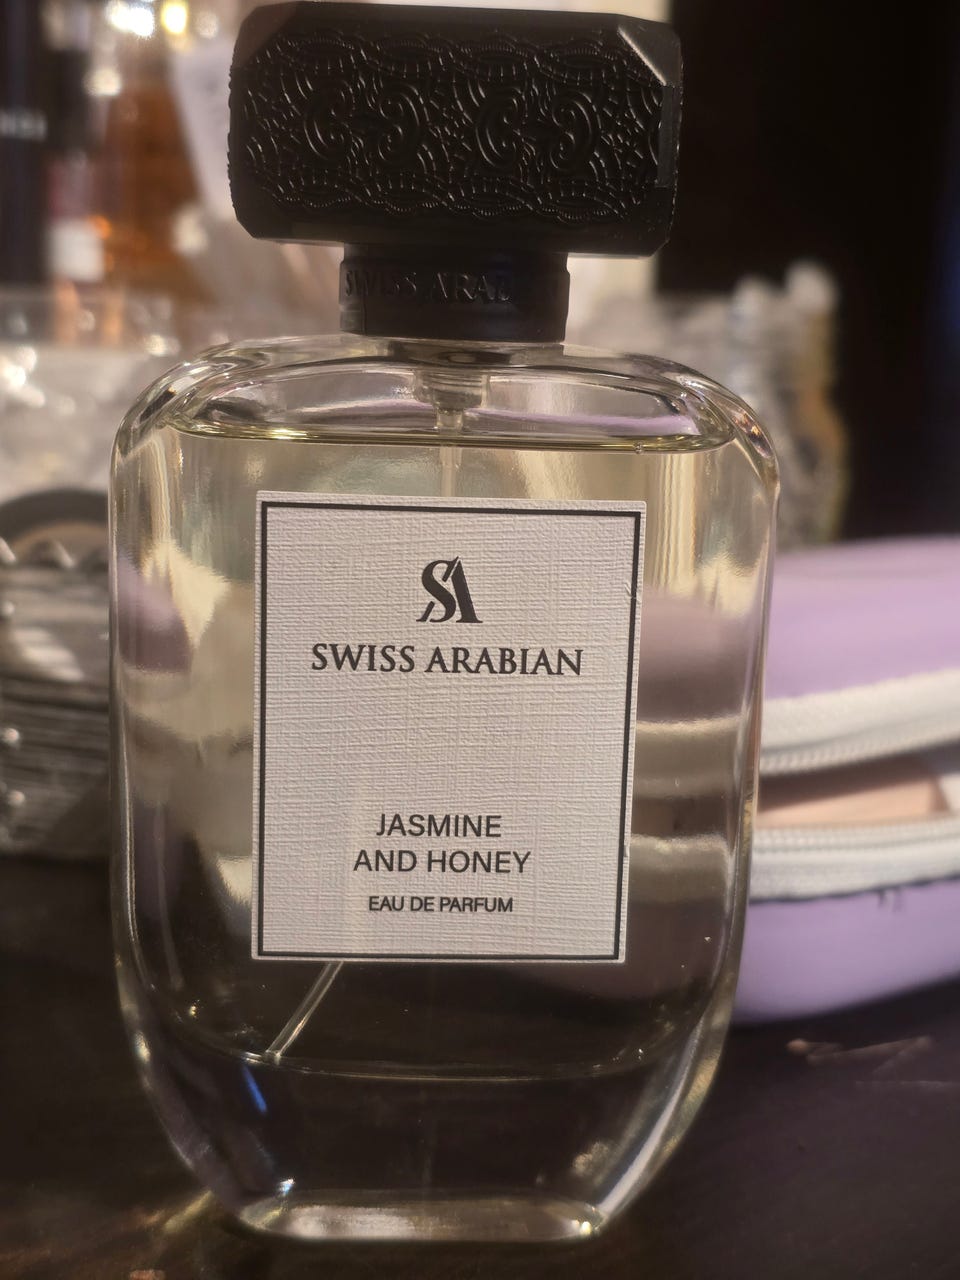 SWISS ARAB
SA
SWISS ARABIAN
JASMINE
AND HONEY
EAU DE PARFUM